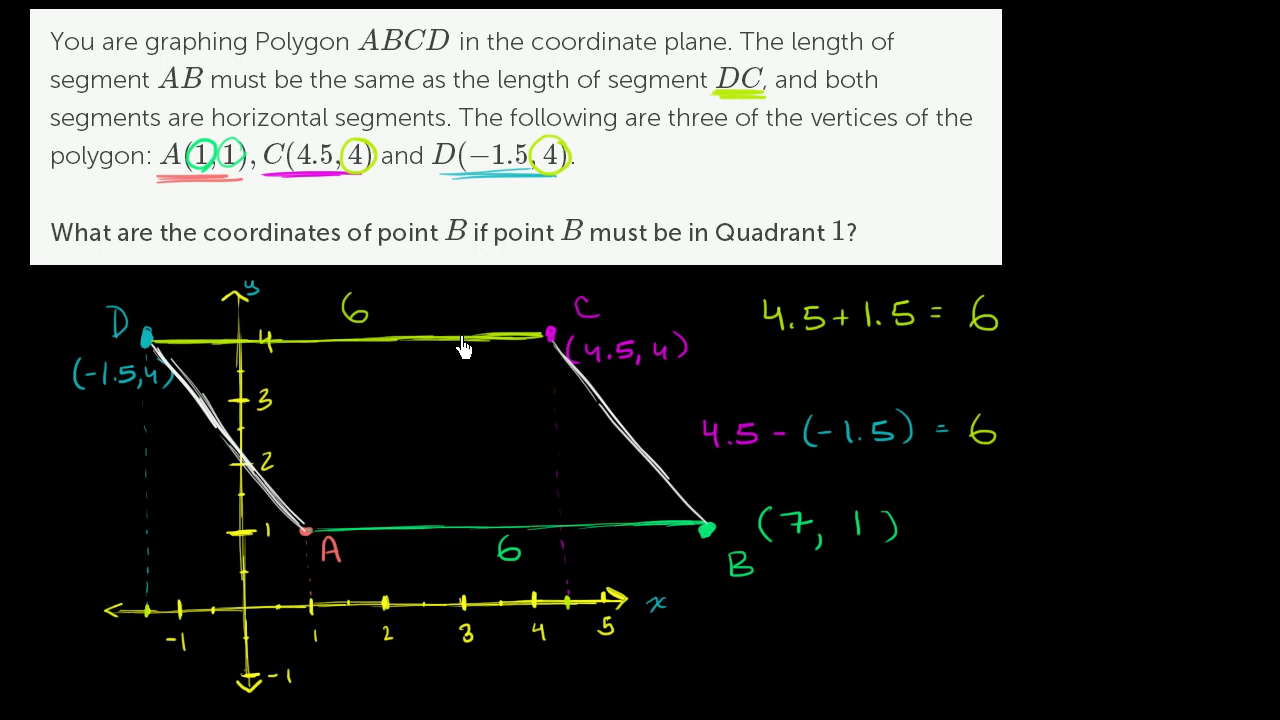 You are graphing Polygon ABCD in the coordinate plane. The length of
segment AB must be the same as the length of segment DC, and both
segments are horizontal segments. The following are three of the vertices of the
polygon: A(1,1), C(4.5, 4) and D(−1.5, 4).
What are the coordinates of point B if point B must be in Quadrant 1?
y
D
6
C
4.5 + 1.5 = 6
4
(4.5, 4)
(-1.5,4)
3
4.5 - (-1.5) = 6
2
1
A
6
B (7, 1)
x
-1 1 2 3 4 5
-1